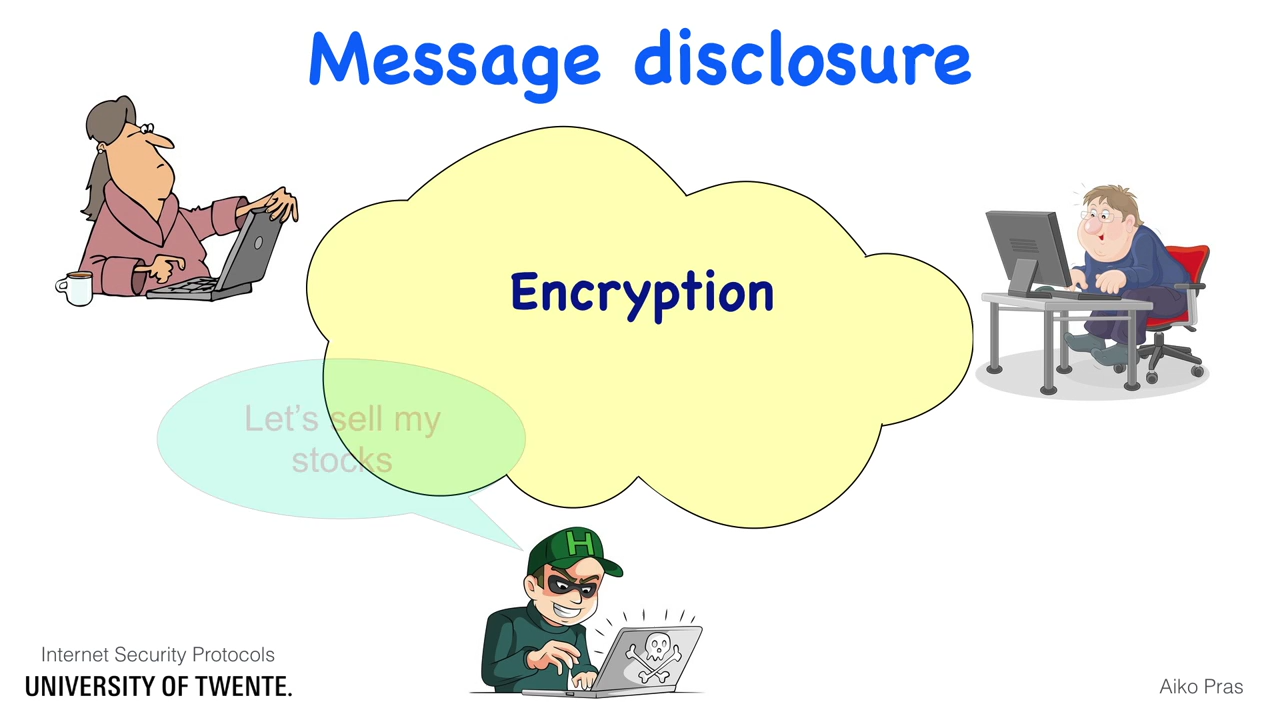 Message disclosure
Encryption
Let's sell my
stocks
H
Internet Security Protocols
UNIVERSITY OF TWENTE.
Aiko Pras